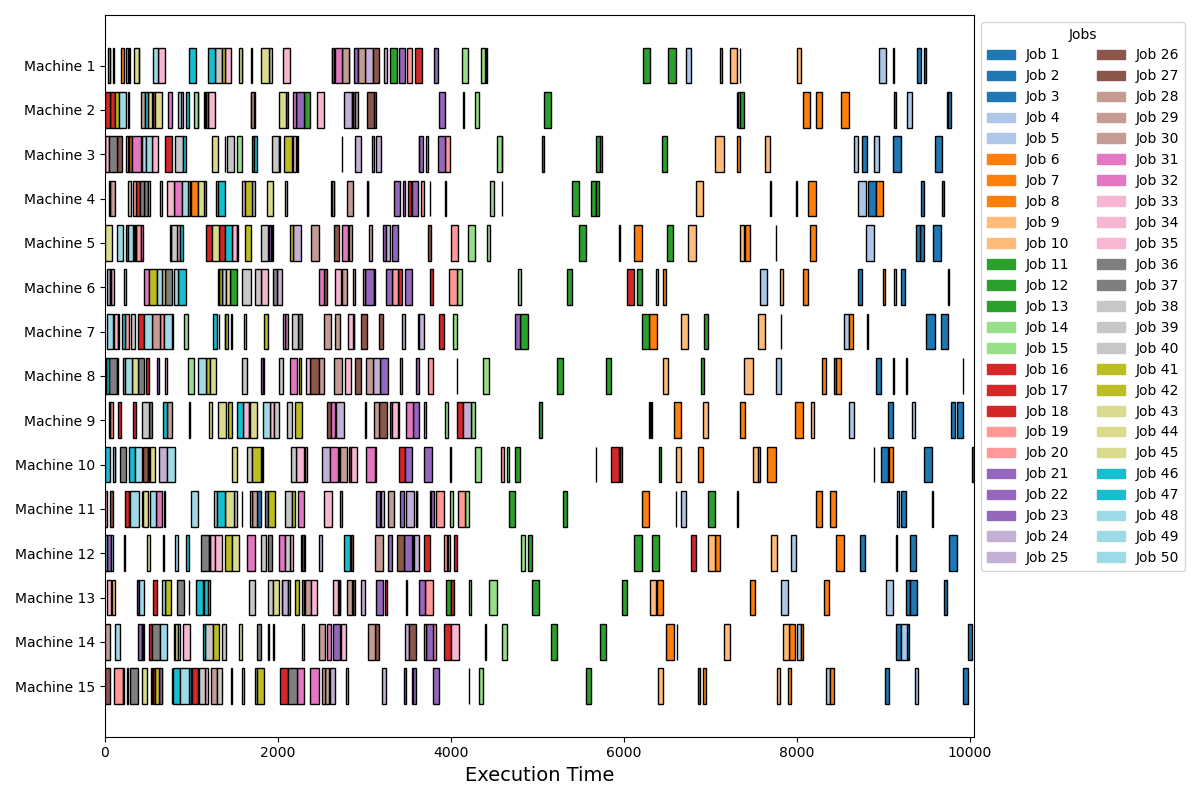 Machine 1
Machine 2
Machine 3
Machine 4
Machine 5
Machine 6
Machine 7
Machine 8
Machine 9
Machine 10
Machine 11
Machine 12
Machine 13
Machine 14
Machine 15
0 2000 4000 6000 8000 10000
Execution Time
Jobs
Job 1 Job 26
Job 2 Job 27
Job 3 Job 28
Job 4 Job 29
Job 5 Job 30
Job 6 Job 31
Job 7 Job 32
Job 8 Job 33
Job 9 Job 34
Job 10 Job 35
Job 11 Job 36
Job 12 Job 37
Job 13 Job 38
Job 14 Job 39
Job 15 Job 40
Job 16 Job 41
Job 17 Job 42
Job 18 Job 43
Job 19 Job 44
Job 20 Job 45
Job 21 Job 46
Job 22 Job 47
Job 23 Job 48
Job 24 Job 49
Job 25 Job 50